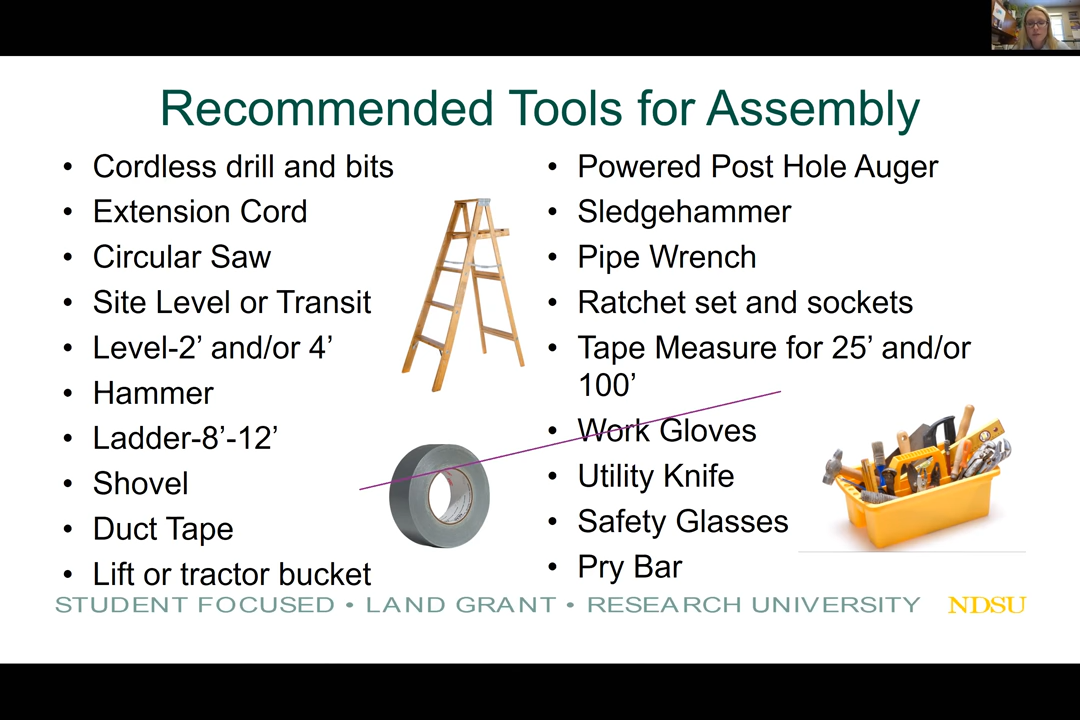 Recommended Tools for Assembly
• Cordless drill and bits
• Extension Cord
• Circular Saw
• Site Level or Transit
• Level-2’ and/or 4’
• Hammer
• Ladder-8’-12’
• Shovel
• Duct Tape
• Lift or tractor bucket
• Powered Post Hole Auger
• Sledgehammer
• Pipe Wrench
• Ratchet set and sockets
• Tape Measure for 25’ and/or
100’
• Work Gloves
• Utility Knife
• Safety Glasses
• Pry Bar
STUDENT FOCUSED • LAND GRANT • RESEARCH UNIVERSITY
NDSU